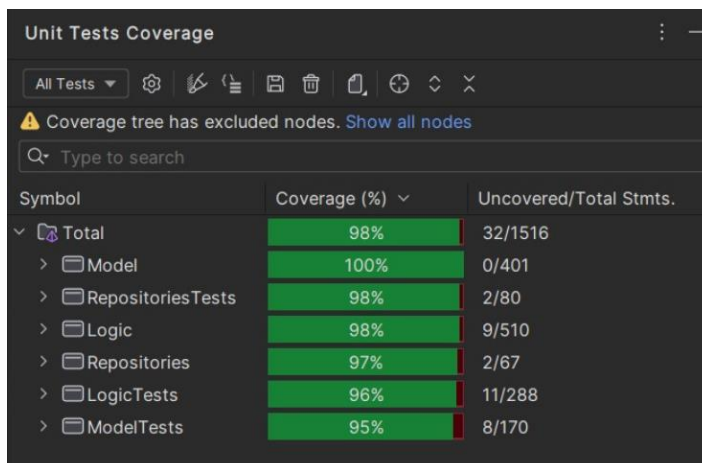 Unit Tests Coverage
All Tests
Coverage tree has excluded nodes. Show all nodes
Type to search
Symbol Coverage (%) Uncovered/Total Stmts.
Total 98% 32/1516
Model 100% 0/401
RepositoriesTests 98% 2/80
Logic 98% 9/510
Repositories 97% 2/67
LogicTests 96% 11/288
ModelTests 95% 8/170